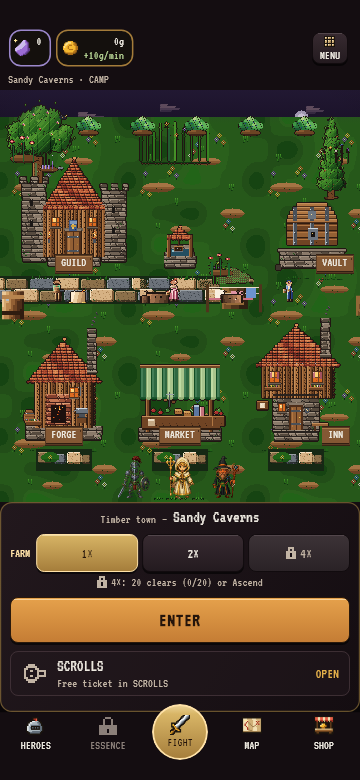 0
0g
+10g/min
MENU
Sandy Caverns · CAMP
GUILD
VAULT
FORGE
MARKET
INN
Timber town – Sandy Caverns
FARM
1X
2X
4X
4X: 20 clears (0/20) or Ascend
ENTER
SCROLLS
Free ticket in SCROLLS
OPEN
HEROES
ESSENCE
FIGHT
MAP
SHOP